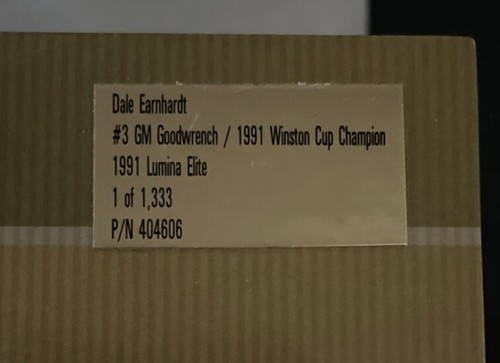 Dale Earnhardt
#3 GM Goodwrench / 1991 Winston Cup Champion
1991 Lumina Elite
1 of 1,333
P/N 404606